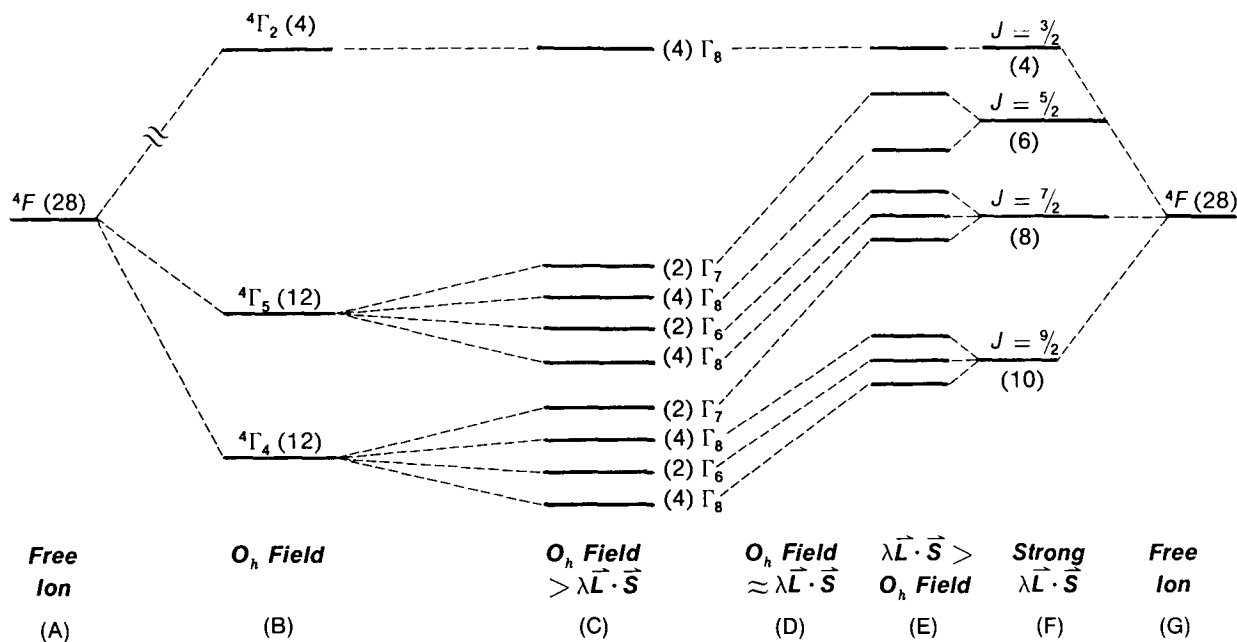 ⁴Γ₂ (4)
(4) Γ₈
J = ³/₂
(4)
J = ⁵/₂
(6)
⁴F (28)
J = ⁷/₂
(8)
⁴F (28)
(2) Γ₇
⁴Γ₅ (12)
(4) Γ₈
(2) Γ₆
(4) Γ₈
J = ⁹/₂
(10)
(2) Γ₇
⁴Γ₄ (12)
(4) Γ₈
(2) Γ₆
(4) Γ₈
Free Ion
(A)
Oₕ Field
(B)
Oₕ Field
> λL⃗ · S⃗
(C)
Oₕ Field
≈ λL⃗ · S⃗
(D)
λL⃗ · S⃗ >
Oₕ Field
(E)
Strong
λL⃗ · S⃗
(F)
Free
Ion
(G)